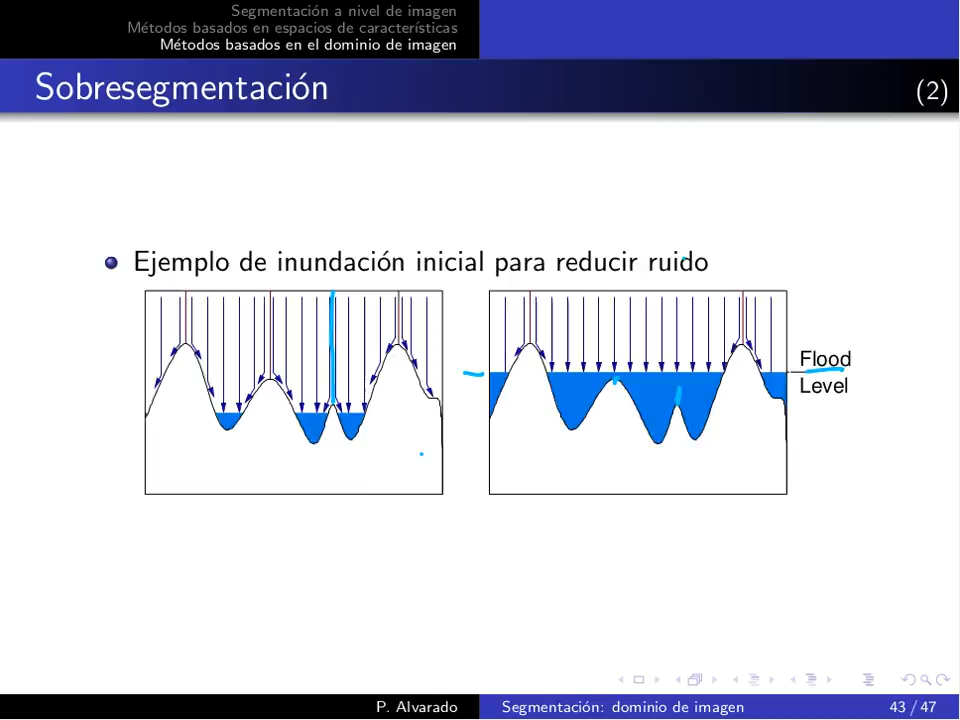 Segmentación a nivel de imagen
Métodos basados en espacios de características
Métodos basados en el dominio de imagen
Sobresegmentación (2)
Ejemplo de inundación inicial para reducir ruido
Flood
Level
P. Alvarado Segmentación: dominio de imagen 43 / 47